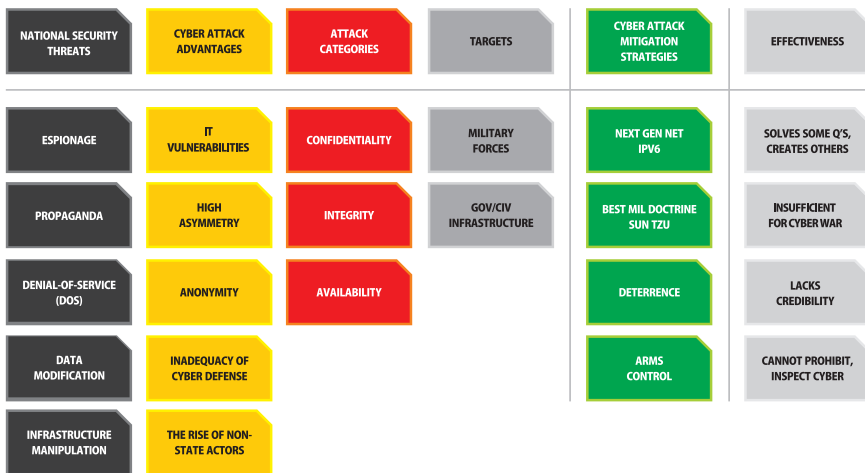 NATIONAL SECURITY
THREATS
CYBER ATTACK
ADVANTAGES
ATTACK
CATEGORIES
TARGETS
CYBER ATTACK
MITIGATION
STRATEGIES
EFFECTIVENESS
ESPIONAGE
IT
VULNERABILITIES
CONFIDENTIALITY
MILITARY
FORCES
NEXT GEN NET
IPV6
SOLVES SOME Q'S,
CREATES OTHERS
PROPAGANDA
HIGH
ASYMMETRY
INTEGRITY
GOV/CIV
INFRASTRUCTURE
BEST MIL DOCTRINE
SUN TZU
INSUFFICIENT
FOR CYBER WAR
DENIAL-OF-SERVICE
(DOS)
ANONYMITY
AVAILABILITY
DETERRENCE
LACKS
CREDIBILITY
DATA
MODIFICATION
INADEQUACY OF
CYBER DEFENSE
ARMS
CONTROL
CANNOT PROHIBIT,
INSPECT CYBER
INFRASTRUCTURE
MANIPULATION
THE RISE OF NON-
STATE ACTORS